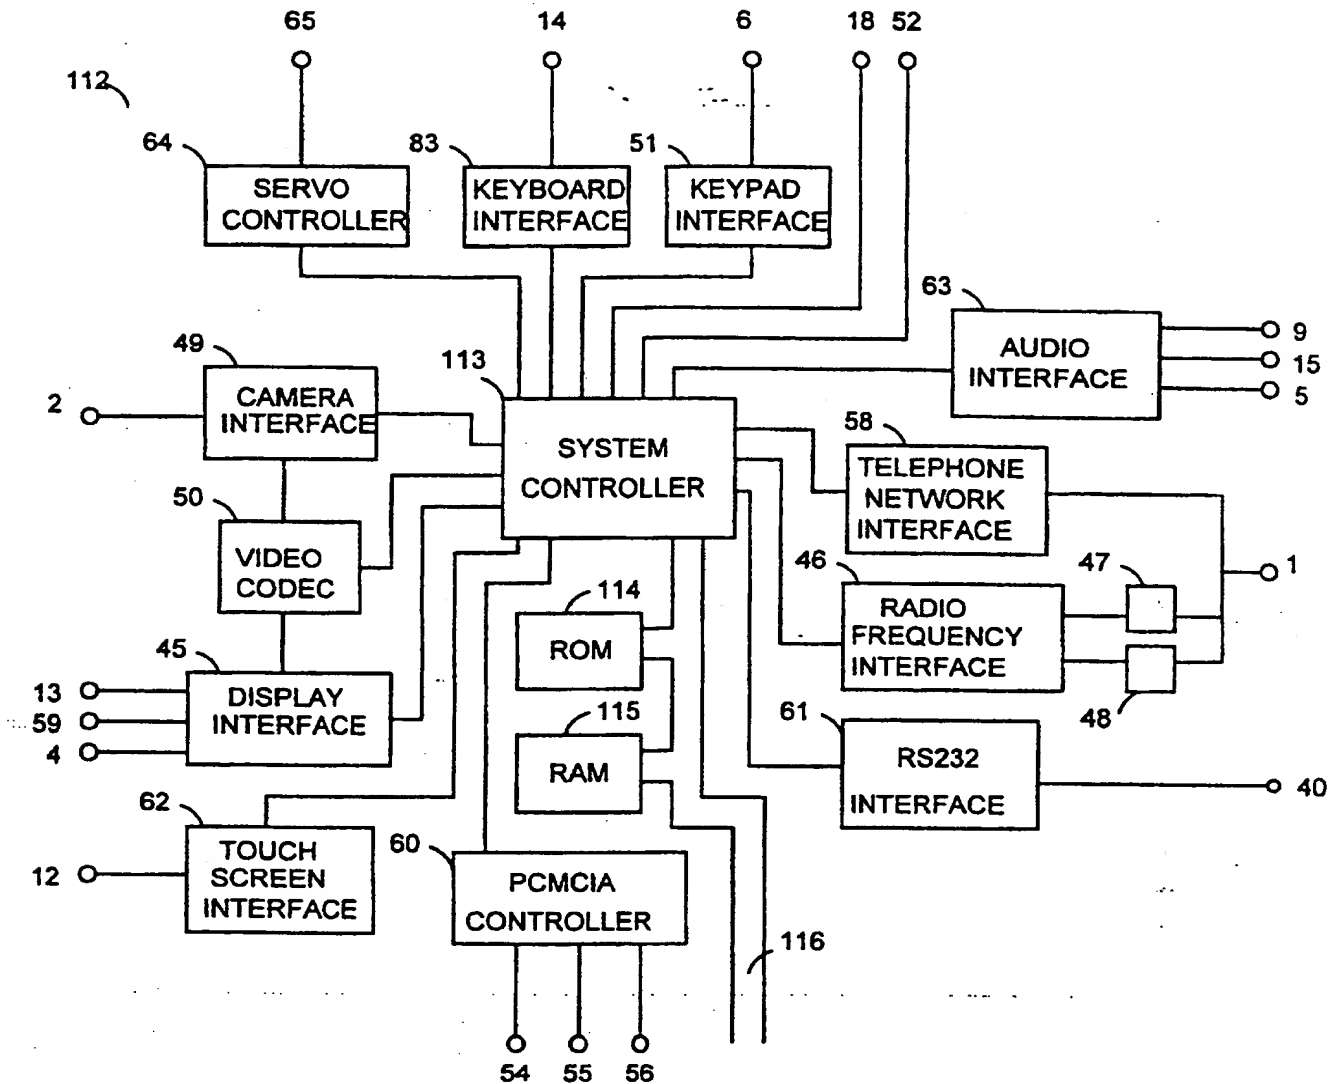 65
14
6
18
52
112
64
83
51
SERVO
CONTROLLER
KEYBOARD
INTERFACE
KEYPAD
INTERFACE
63
AUDIO
INTERFACE
9
15
5
49
113
2
CAMERA
INTERFACE
SYSTEM
CONTROLLER
58
TELEPHONE
NETWORK
INTERFACE
50
VIDEO
CODEC
46
47
1
RADIO
FREQUENCY
INTERFACE
48
114
ROM
45
13
59
4
DISPLAY
INTERFACE
115
RAM
61
RS232
INTERFACE
40
62
12
TOUCH
SCREEN
INTERFACE
60
PCMCIA
CONTROLLER
116
54
55
56